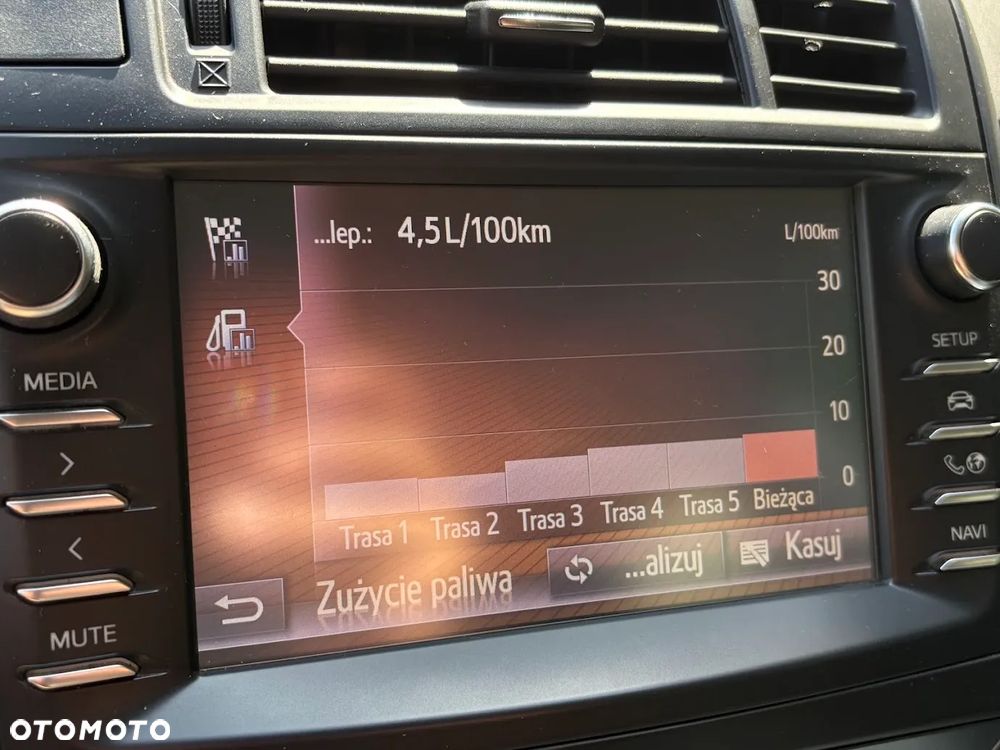 ...lep.: 4,5L/100km
L/100km
30
20
10
0
Trasa 1 Trasa 2 Trasa 3 Trasa 4 Trasa 5 Bieżąca
Zużycie paliwa
...alizuj
Kasuj
MEDIA
>
<
MUTE
SETUP
NAVI
OTOMOTO